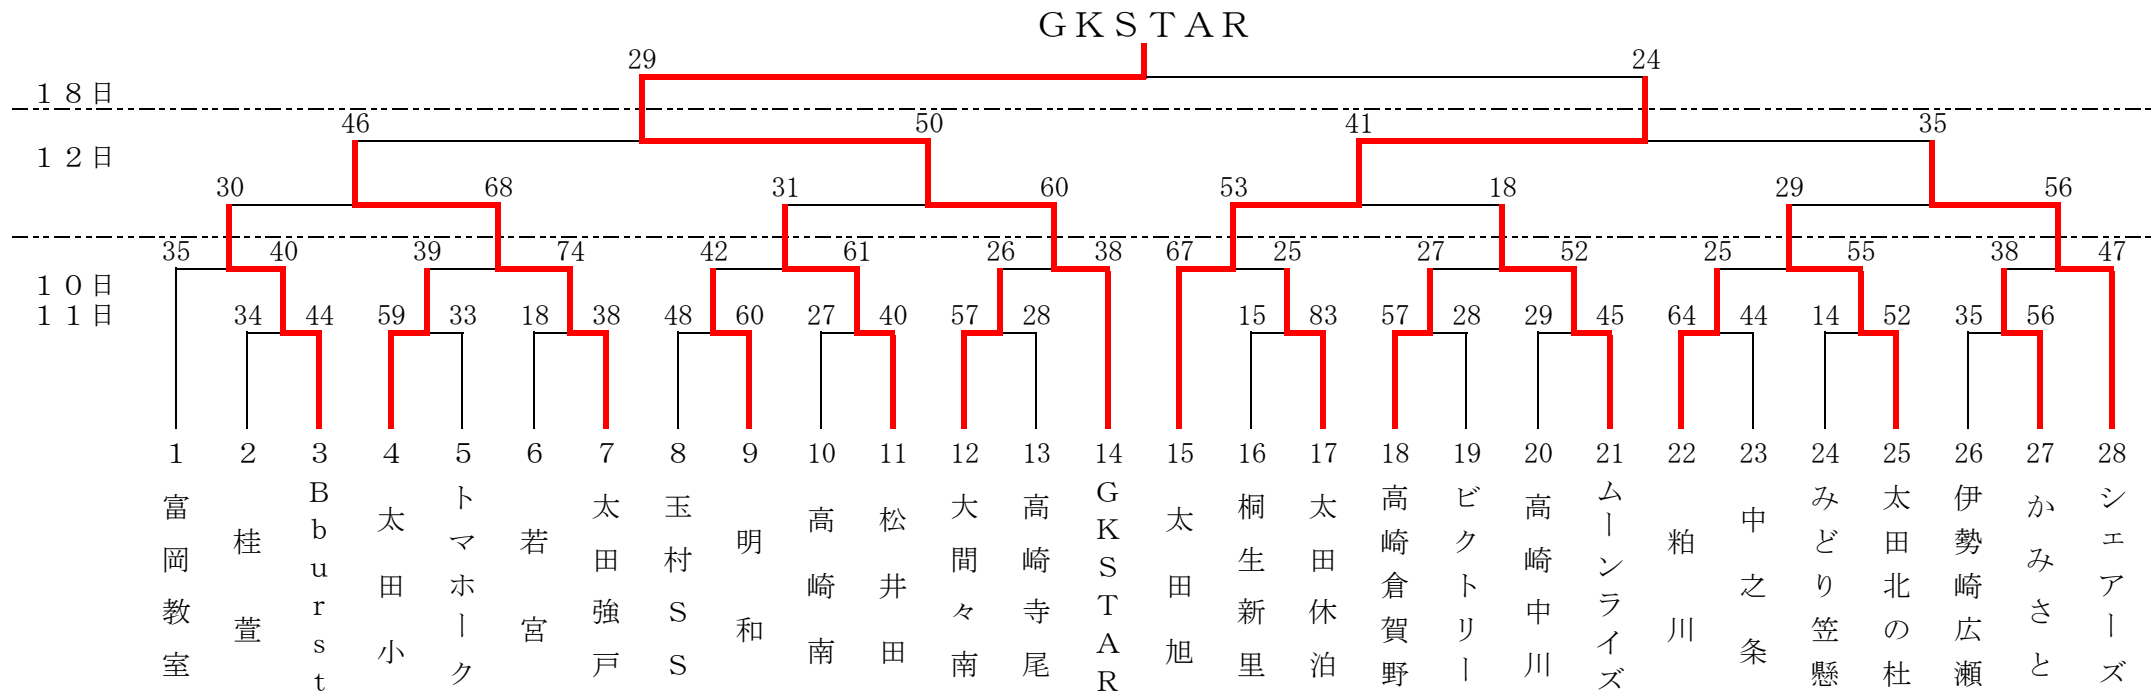 ＧＫＳＴＡＲ
29 24
１８日
46 50 41 35
１２日
30 68 31 60 53 18 29 56
35 40 39 74 42 61 26 38 67 25 27 52 25 55 38 47
１０日
１１日
34 44 59 33 18 38 48 60 27 40 57 28 15 83 57 28 29 45 64 44 14 52 35 56
1 2 3 4 5 6 7 8 9 10 11 12 13 14 15 16 17 18 19 20 21 22 23 24 25 26 27 28
富岡教室
桂萱
Ｂｂｕｒｓｔ
太田小
トマホーク
若宮
太田強戸
玉村ＳＳ
明和
高崎南
松井田
大間々南
高崎寺尾
ＧＫＳＴＡＲ
太田旭
桐生新里
太田休泊
高崎倉賀野
ビクトリー
高崎中川
ムーンライズ
粕川
中之条
みどり笠懸
太田北の杜
伊勢崎広瀬
かみさと
シェアーズ